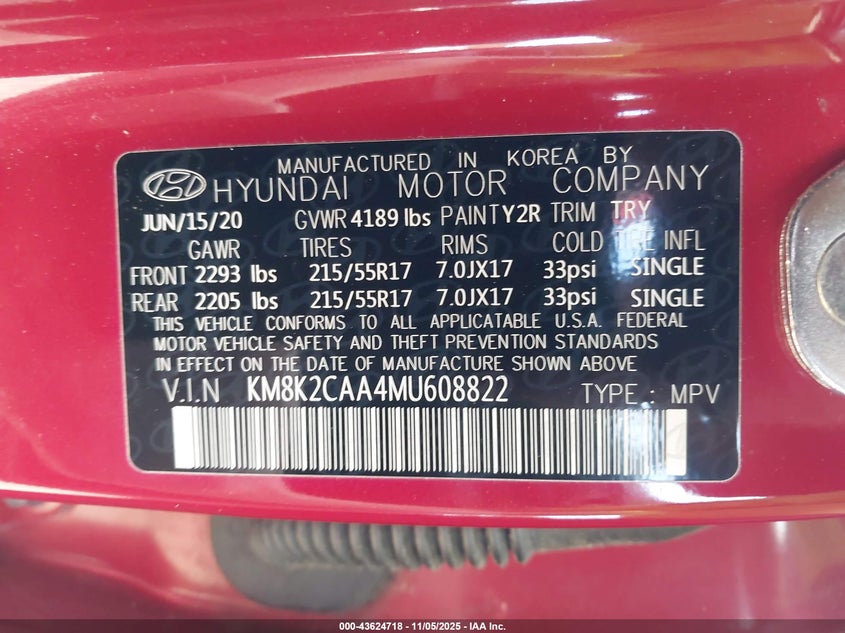 MANUFACTURED IN KOREA BY
HYUNDAI MOTOR COMPANY
JUN/15/20 GVWR 4189 lbs PAINT Y2R TRIM TRY
GAWR TIRES RIMS COLD TIRE INFL
FRONT 2293 lbs 215/55R17 7.0JX17 33psi SINGLE
REAR 2205 lbs 215/55R17 7.0JX17 33psi SINGLE
THIS VEHICLE CONFORMS TO ALL APPLICATABLE U.S.A. FEDERAL
MOTOR VEHICLE SAFETY AND THEFT PREVENTION STANDARDS
IN EFFECT ON THE DATE OF MANUFACTURE SHOWN ABOVE
V.I.N KM8K2CAA4MU608822 TYPE : MPV
000-43624718 - 11/05/2025 - IAA Inc.